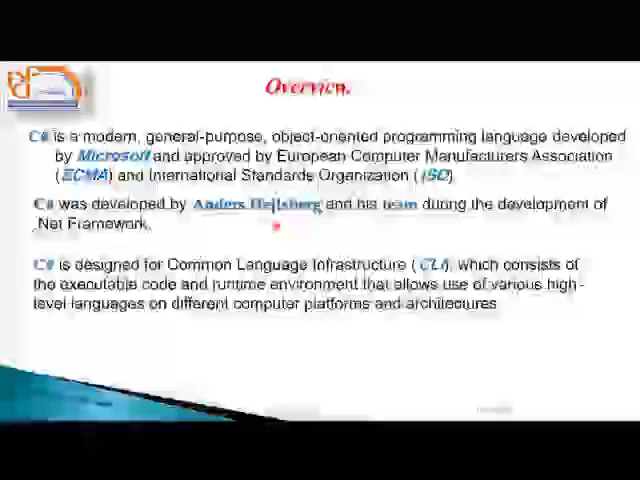 Overview
C# is a modern, general-purpose, object-oriented programming language developed
by Microsoft and approved by European Computer Manufacturers Association
(ECMA) and International Standards Organization (ISO).
C# was developed by Anders Hejlsberg and his team during the development of
.Net Framework.
C# is designed for Common Language Infrastructure (CLI), which consists of
the executable code and runtime environment that allows use of various high-
level languages on different computer platforms and architectures